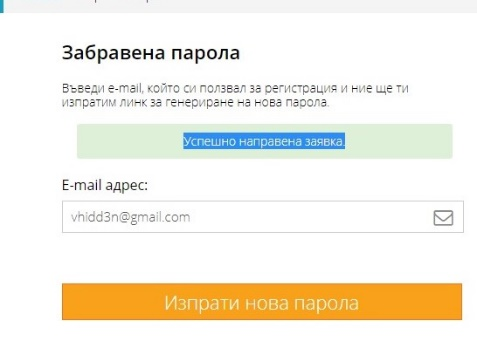 Забравена парола
Въведи e-mail, който си ползвал за регистрация и ние ще ти
изпратим линк за генериране на нова парола.
Успешно направена заявка.
E-mail адрес:
vhidd3n@gmail.com
Изпрати нова парола